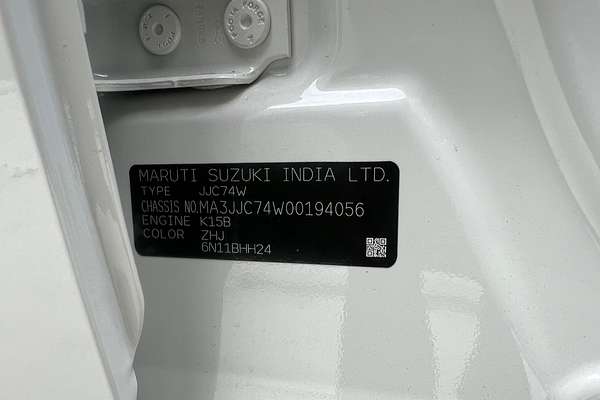 MARUTI SUZUKI INDIA LTD.
TYPE JJC74W
CHASSIS NO.MA3JJC74W00194056
ENGINE K15B
COLOR ZHJ
6N11BHH24